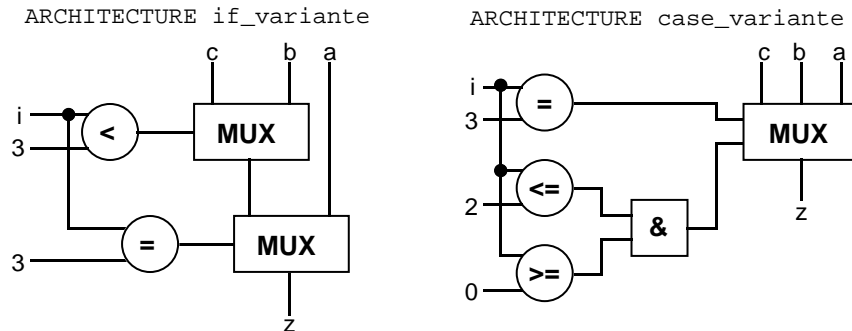 ARCHITECTURE if_variante
c b a
i
<
3
MUX
=
MUX
3
z
ARCHITECTURE case_variante
c b a
i
=
3
MUX
<=
2
z
&
>=
0